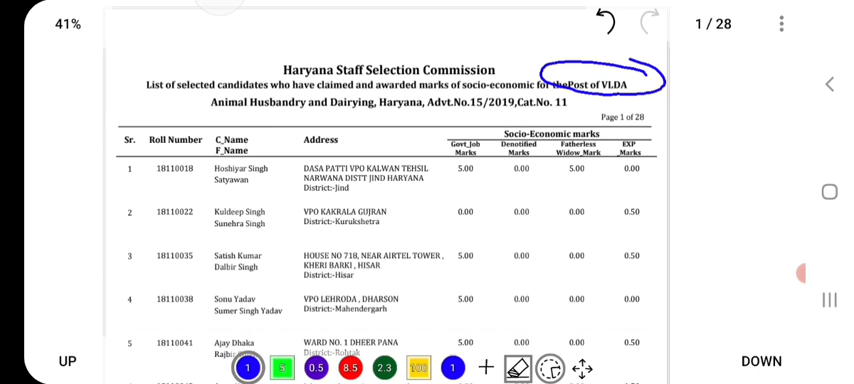 41%
1 / 28
Haryana Staff Selection Commission
List of selected candidates who have claimed and awarded marks of socio-economic for thePost of VLDA
Animal Husbandry and Dairying, Haryana, Advt.No.15/2019,Cat.No. 11
Page 1 of 28
Socio-Economic marks
Sr. Roll Number C_Name F_Name Address Govt_Job Marks Denotified Marks Fatherless Widow_Mark EXP _Marks
1 18110018 Hoshiyar Singh DASA PATTI VPO KALWAN TEHSIL 5.00 0.00 5.00 0.00
Satyawan NARWANA DISTT JIND HARYANA
District:-Jind
2 18110022 Kuldeep Singh VPO KAKRALA GUJRAN 0.00 0.00 0.00 0.50
Sunehra Singh District:-Kurukshetra
3 18110035 Satish Kumar HOUSE NO 718, NEAR AIRTEL TOWER , 5.00 0.00 0.00 0.50
Dalbir Singh KHERI BARKI , HISAR
District:-Hisar
4 18110038 Sonu Yadav VPO LEHRODA , DHARSON 5.00 0.00 0.00 0.00
Sumer Singh Yadav District:-Mahendergarh
5 18110041 Ajay Dhaka WARD NO. 1 DHEER PANA 5.00 0.00 0.00 0.50
District:-Rohtak
UP
1 5 0.5 8.5 2.3 100 1
DOWN